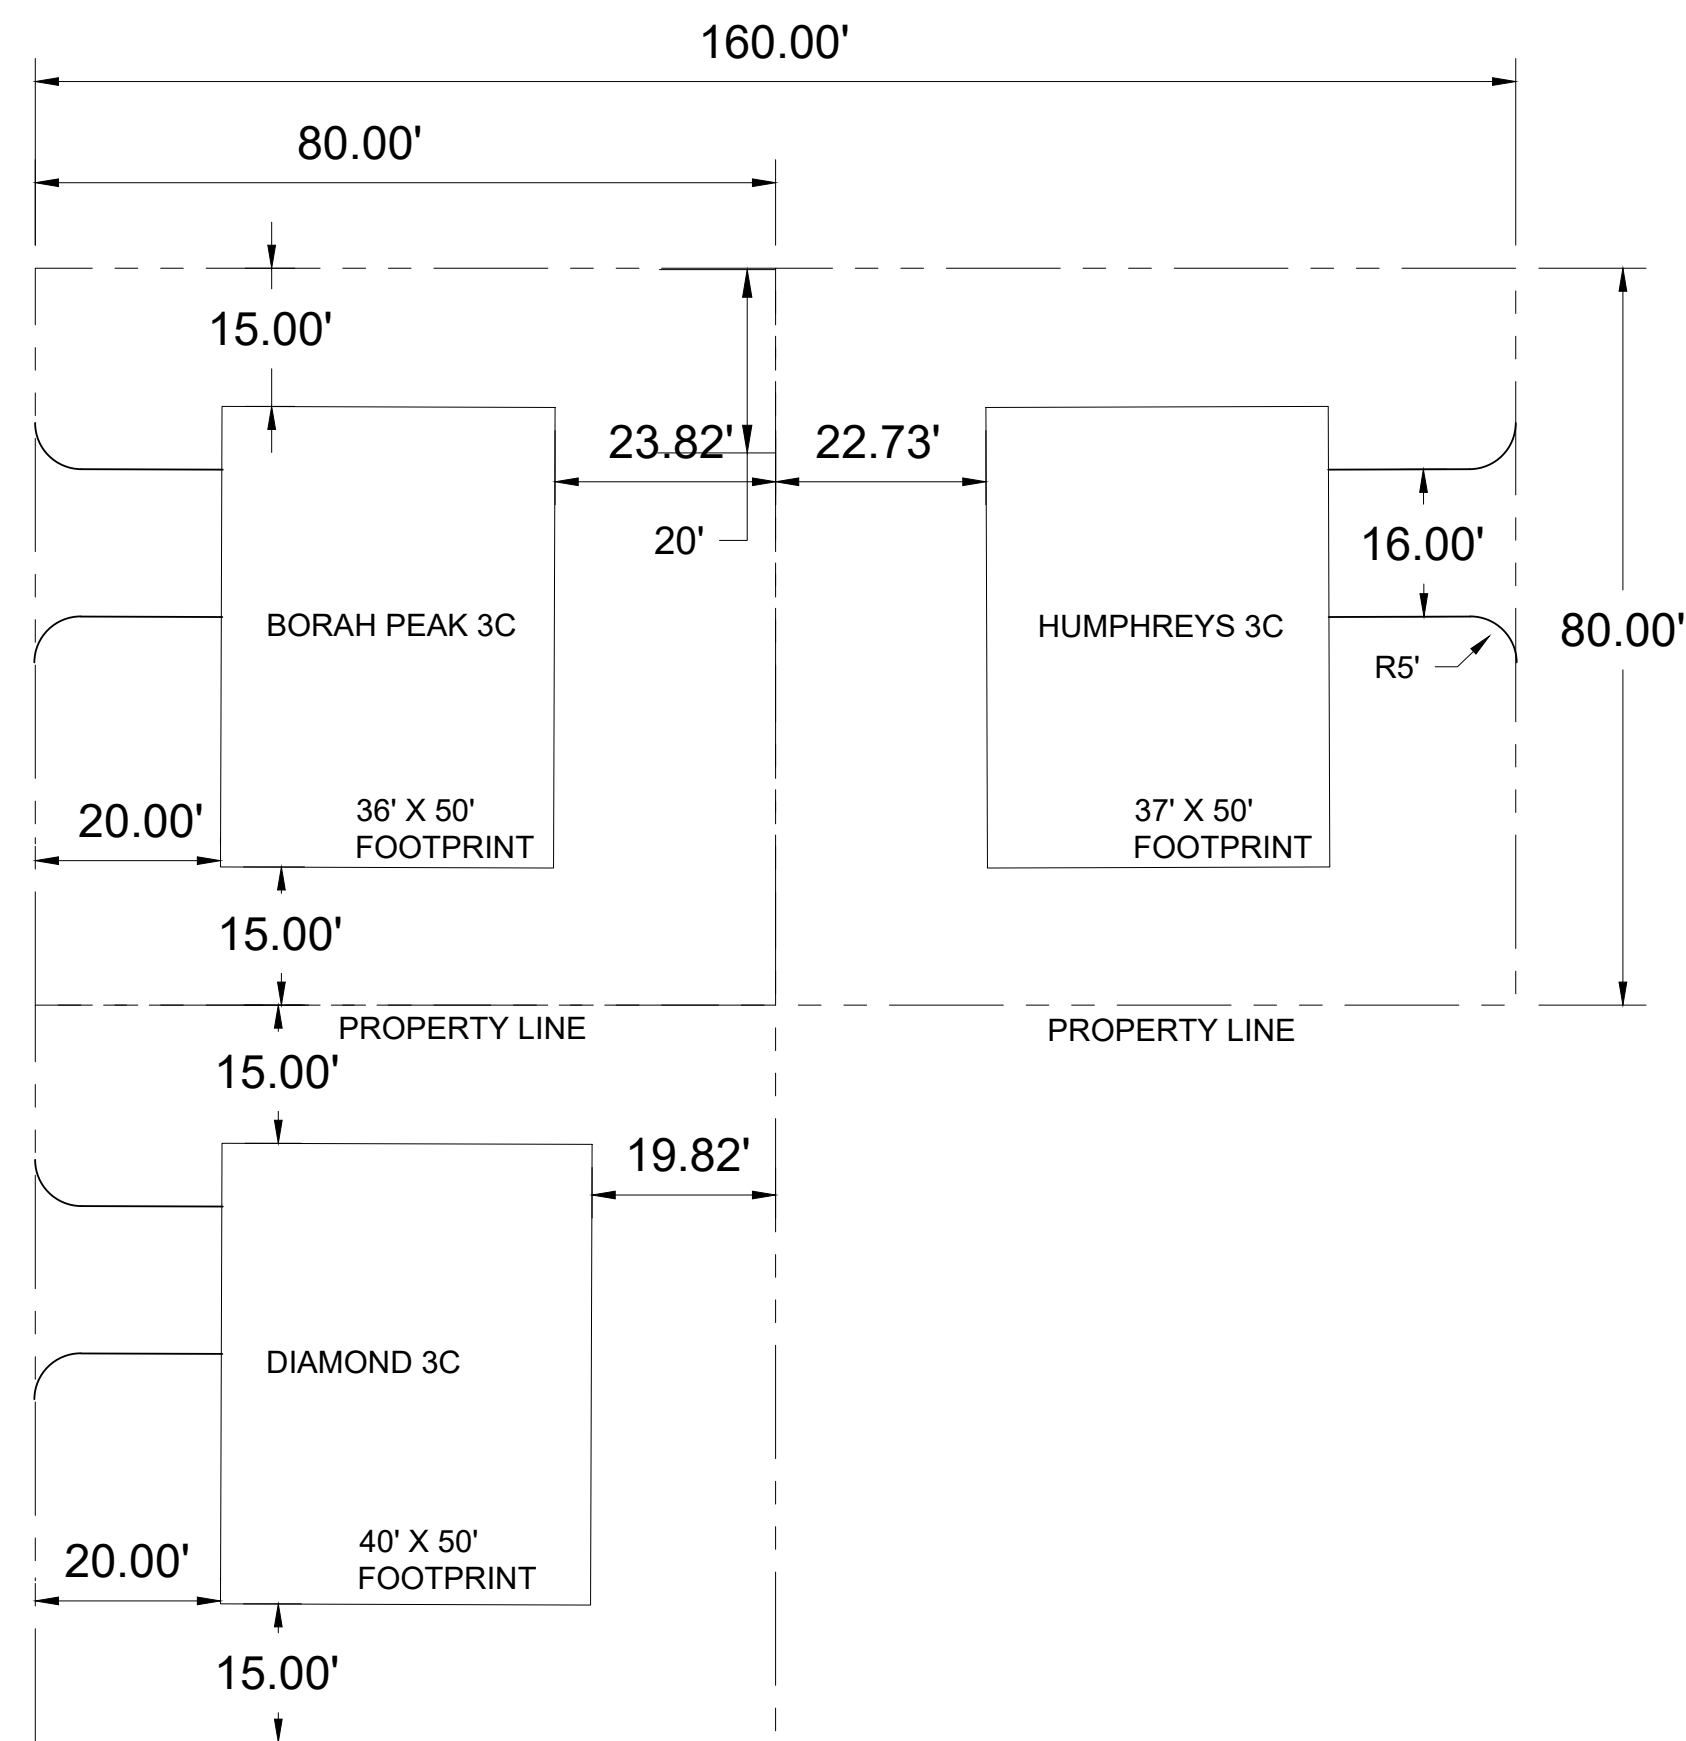 160.00'
80.00'
15.00'
23.82'
22.73'
20'
16.00'
BORAH PEAK 3C
HUMPHREYS 3C
80.00'
R5'
20.00'
36' X 50'
FOOTPRINT
37' X 50'
FOOTPRINT
15.00'
PROPERTY LINE
PROPERTY LINE
15.00'
19.82'
DIAMOND 3C
40' X 50'
FOOTPRINT
20.00'
15.00'